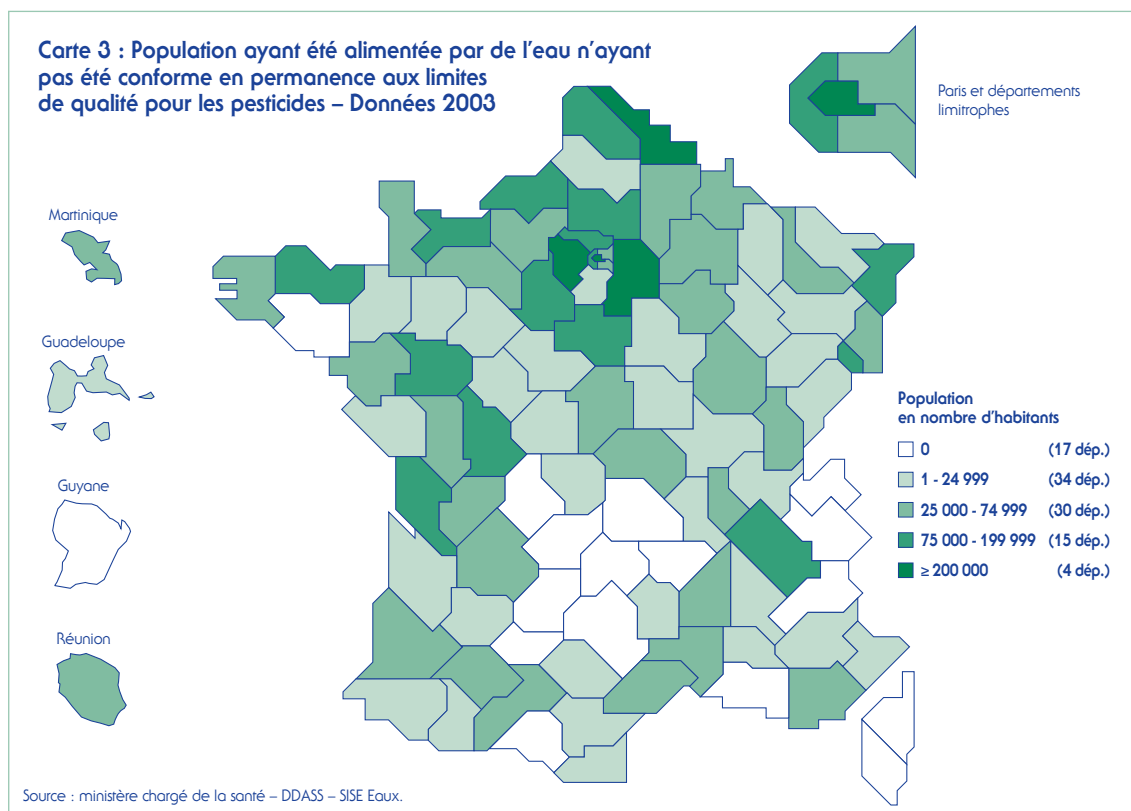 Carte 3 : Population ayant été alimentée par de l'eau n'ayant
pas été conforme en permanence aux limites
de qualité pour les pesticides – Données 2003
Paris et départements
limitrophes
Martinique
Guadeloupe
Guyane
Réunion
Population
en nombre d'habitants
0 (17 dép.)
1 - 24 999 (34 dép.)
25 000 - 74 999 (30 dép.)
75 000 - 199 999 (15 dép.)
≥ 200 000 (4 dép.)
Source : ministère chargé de la santé – DDASS – SISE Eaux.